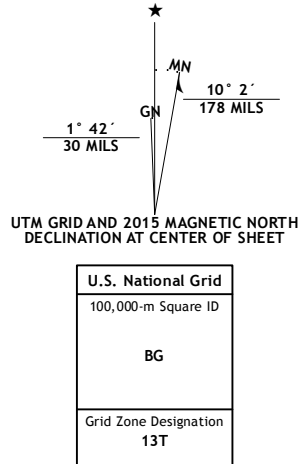 MN
GN
10° 2´
178 MILS
1° 42´
30 MILS
UTM GRID AND 2015 MAGNETIC NORTH
DECLINATION AT CENTER OF SHEET
U.S. National Grid
100,000-m Square ID
BG
Grid Zone Designation
13T